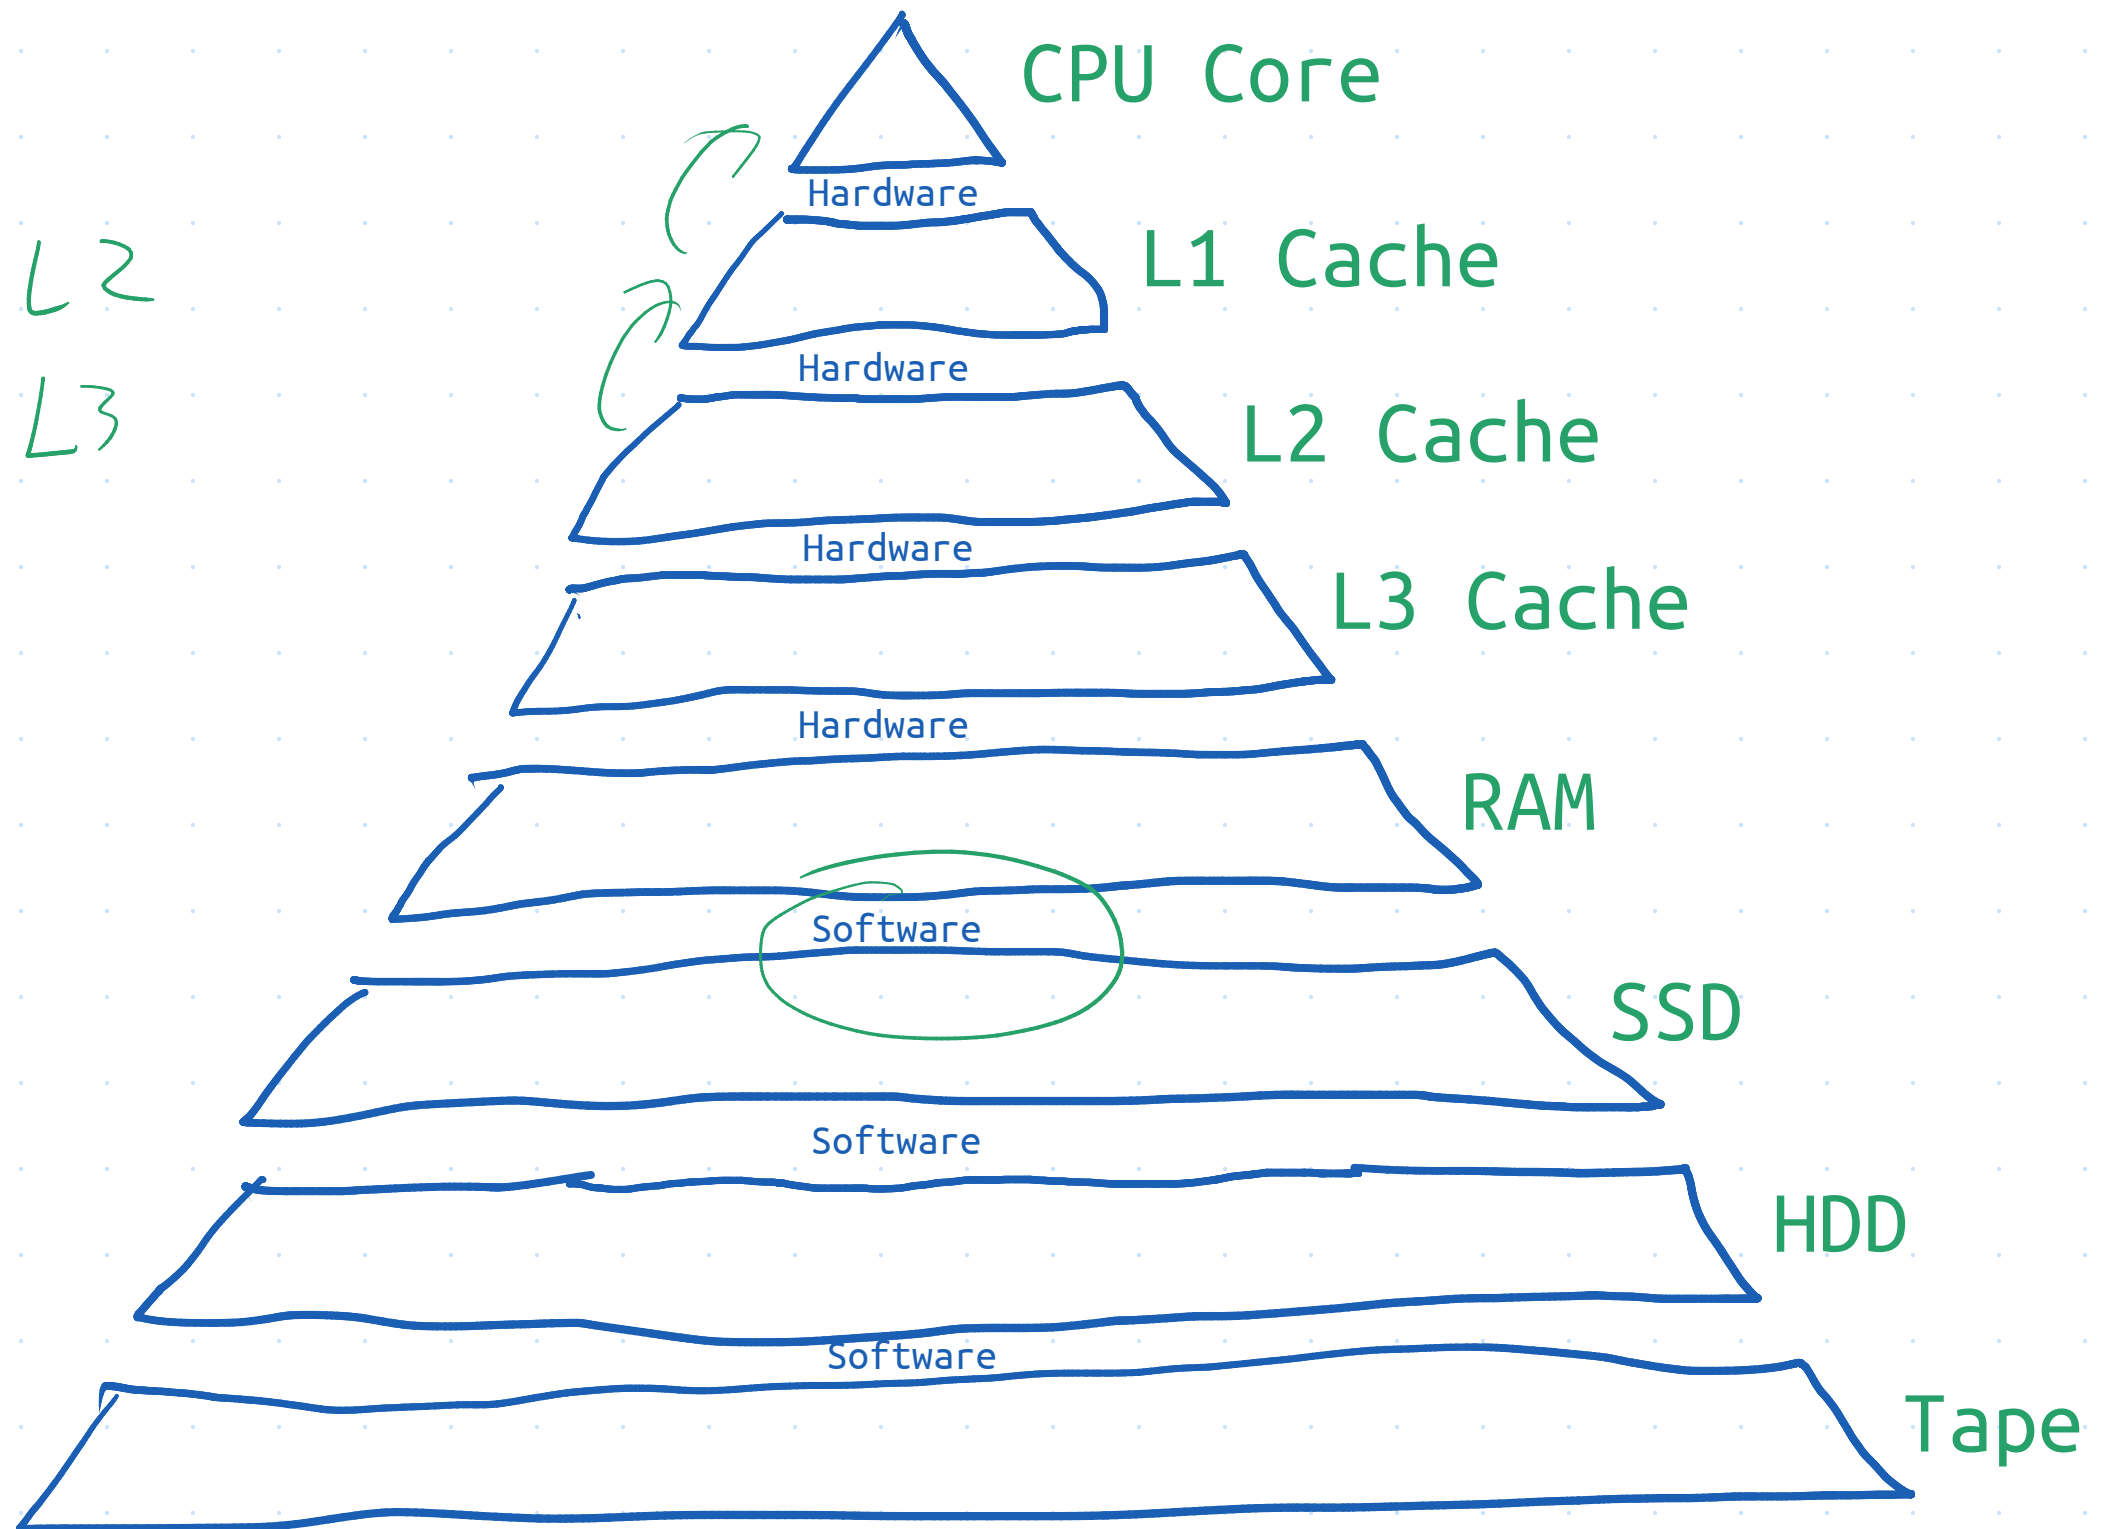 CPU Core
Hardware
L1 Cache
L2
Hardware
L3
L2 Cache
Hardware
L3 Cache
Hardware
RAM
Software
SSD
Software
HDD
Software
Tape